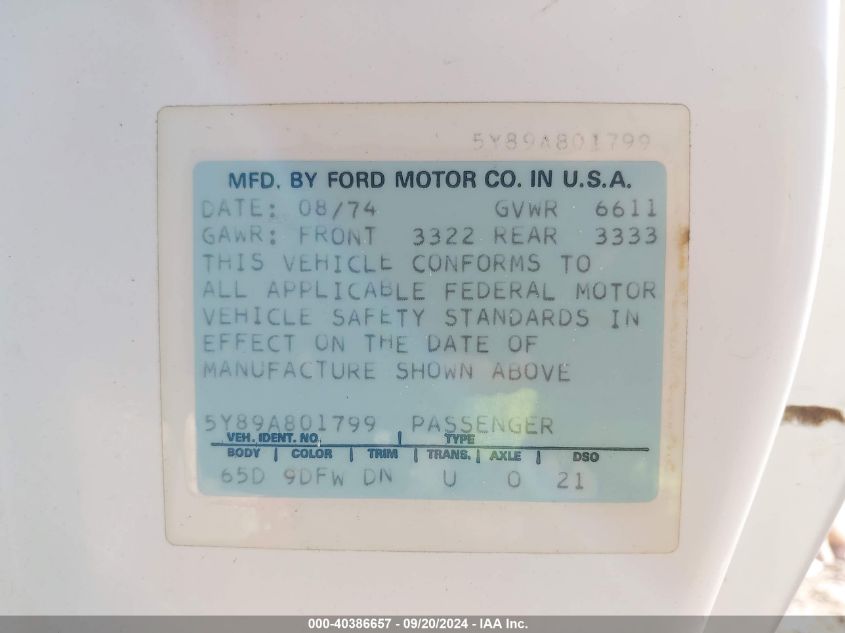 5Y89A801799
MFD. BY FORD MOTOR CO. IN U.S.A.
DATE: 08/74 GVWR 6611
GAWR: FRONT 3322 REAR 3333
THIS VEHICLE CONFORMS TO
ALL APPLICABLE FEDERAL MOTOR
VEHICLE SAFETY STANDARDS IN
EFFECT ON THE DATE OF
MANUFACTURE SHOWN ABOVE
5Y89A801799 PASSENGER
VEH. IDENT. NO. | TYPE
BODY | COLOR | TRIM | TRANS. | AXLE | DSO
65D 9DFW DN U O 21
000-40386657 - 09/20/2024 - IAA Inc.